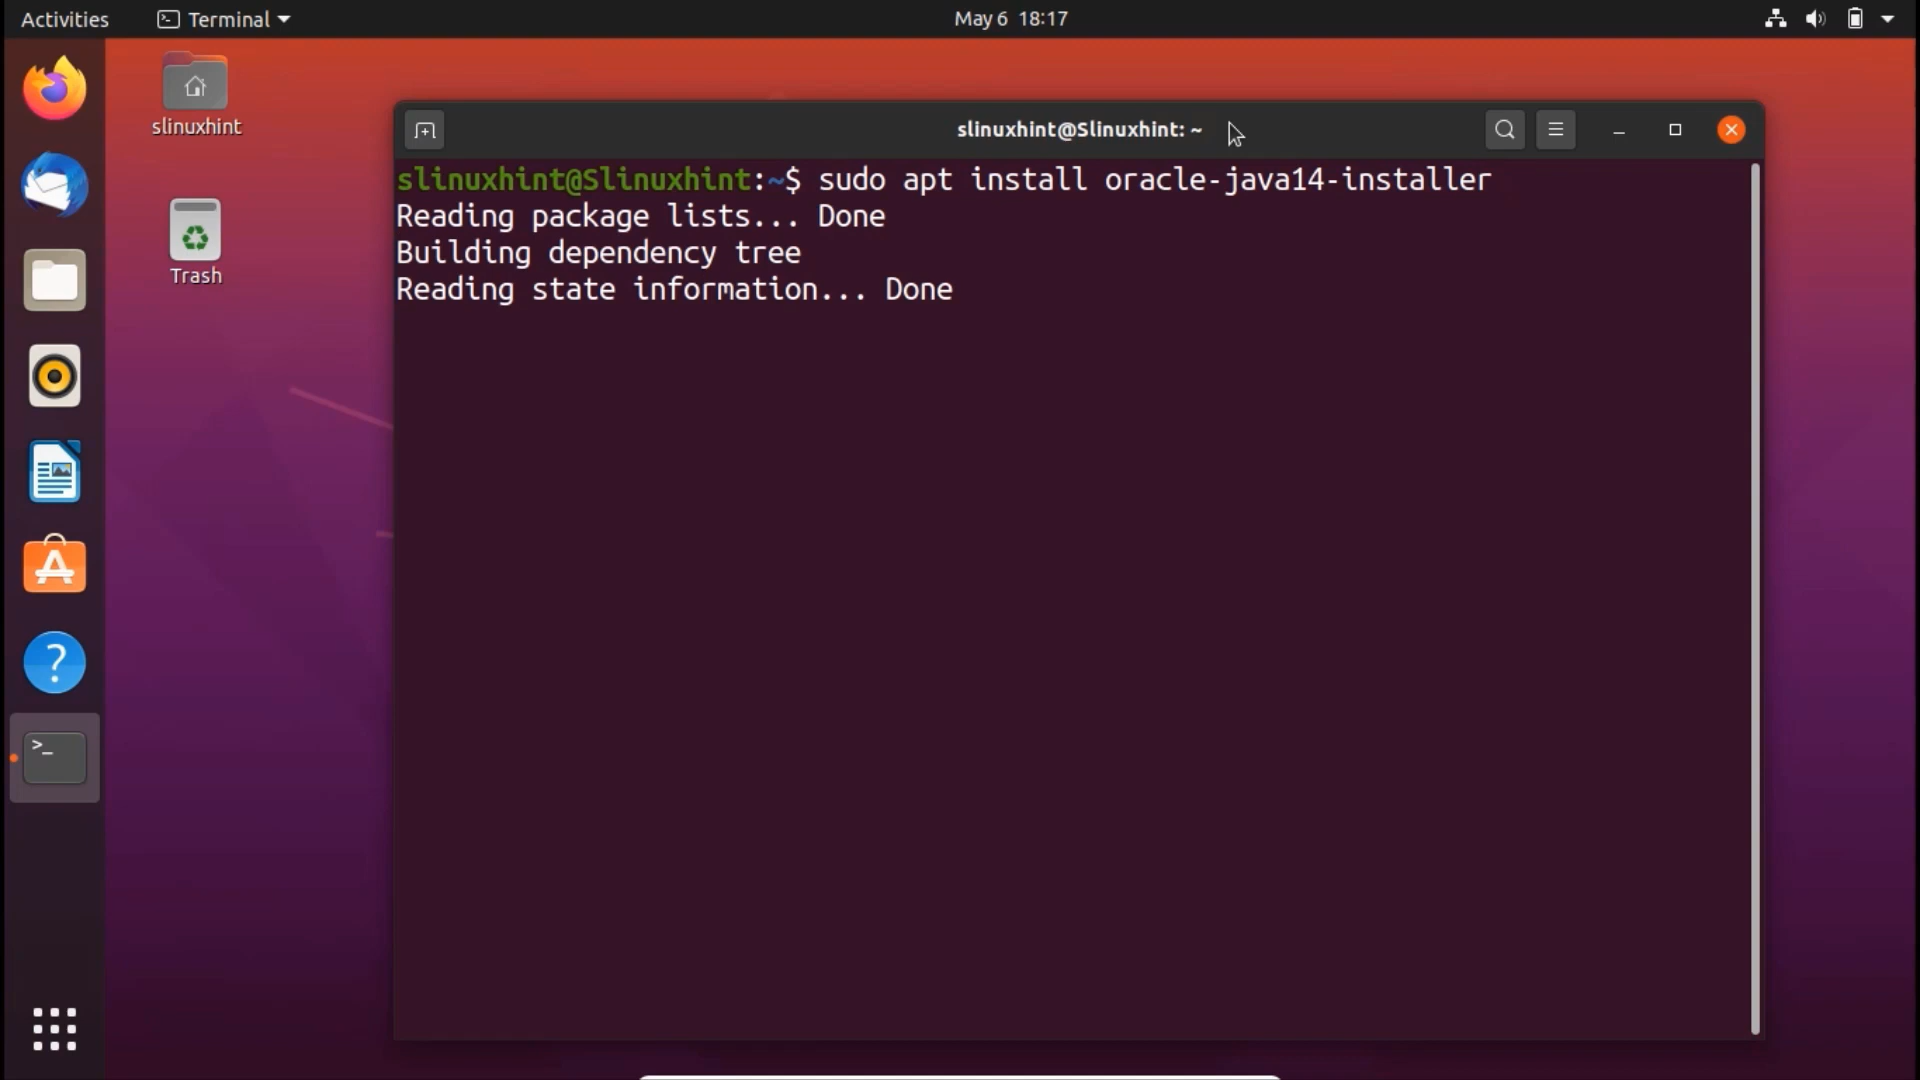 Activities Terminal May 6 18:17
slinuxhint
Trash
slinuxhint@Slinuxhint: ~
slinuxhint@Slinuxhint:~$ sudo apt install oracle-java14-installer
Reading package lists... Done
Building dependency tree
Reading state information... Done